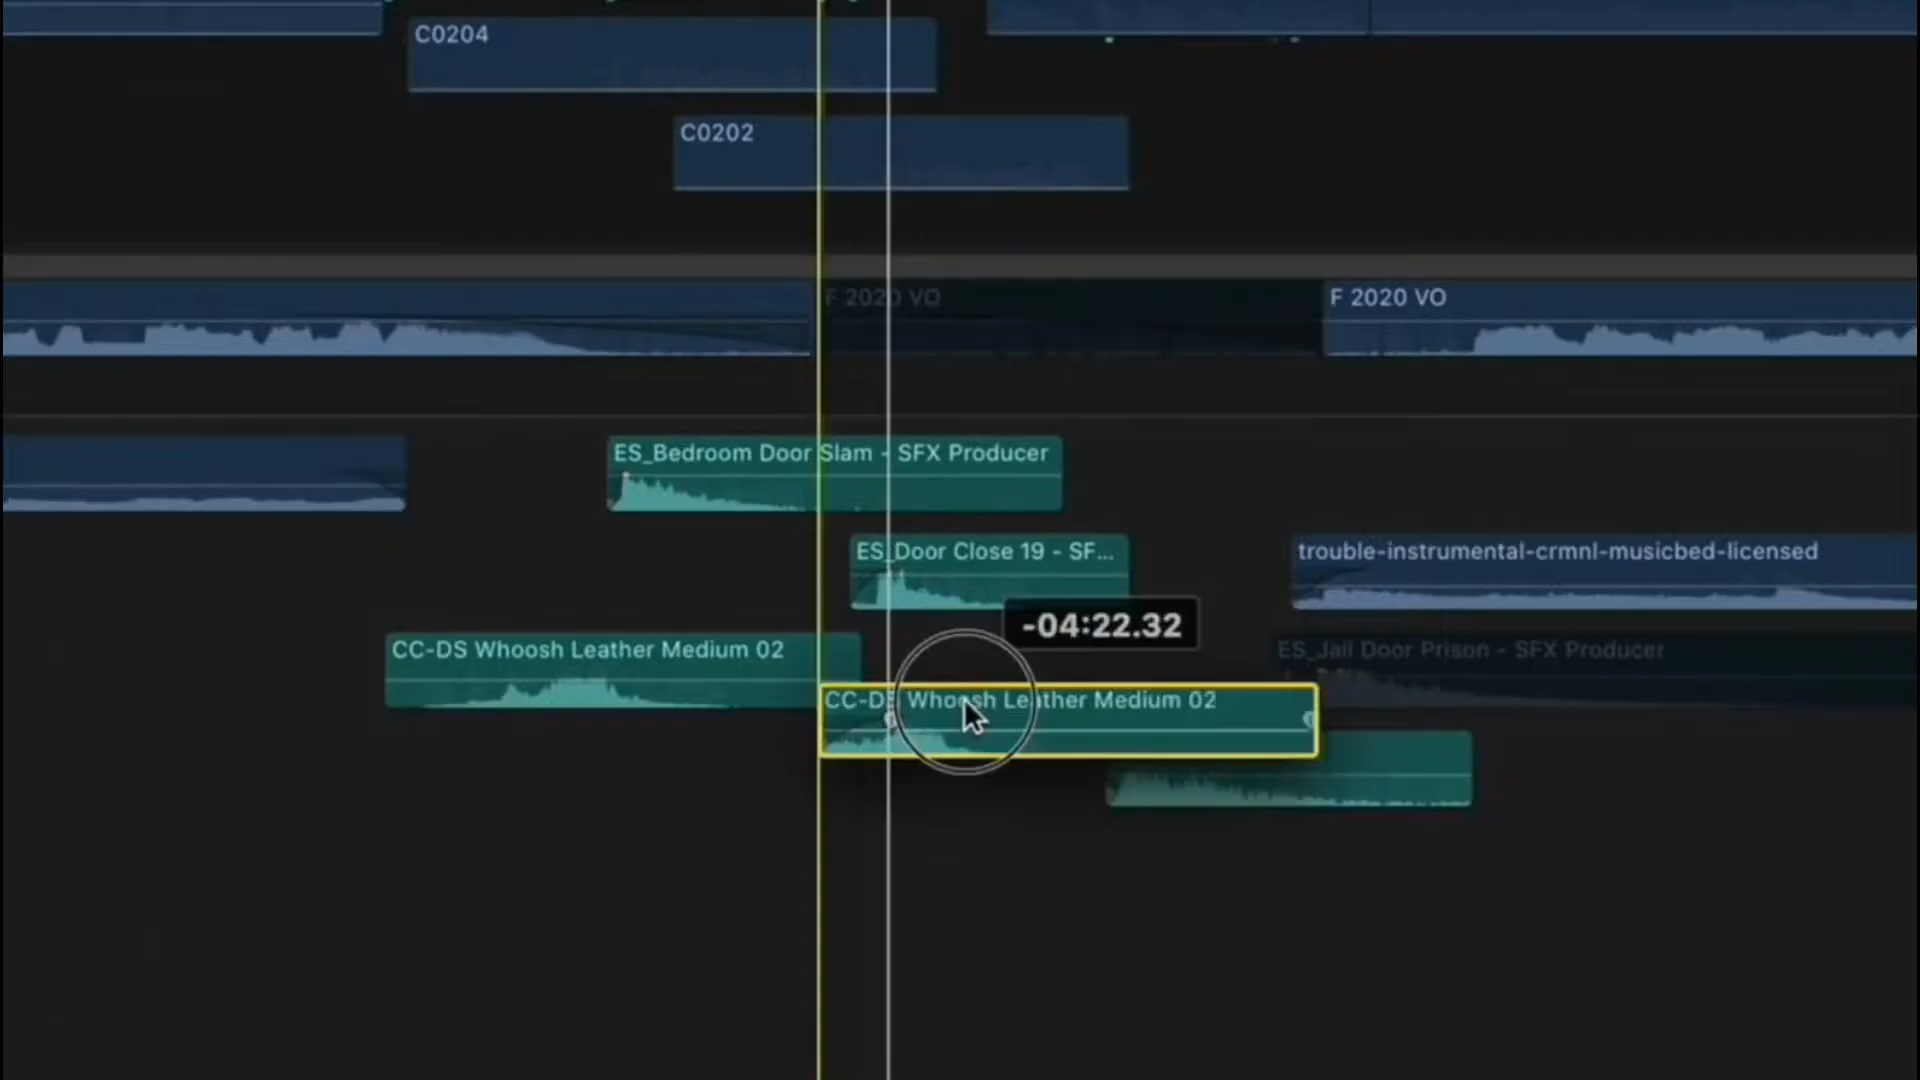 C0204
C0202
F 2020 VO
F 2020 VO
ES_Bedroom Door Slam - SFX Producer
ES_Door Close 19 - SF...
trouble-instrumental-crmnl-musicbed-licensed
-04:22.32
CC-DS Whoosh Leather Medium 02
ES_Jail Door Prison - SFX Producer
CC-DS Whoosh Leather Medium 02